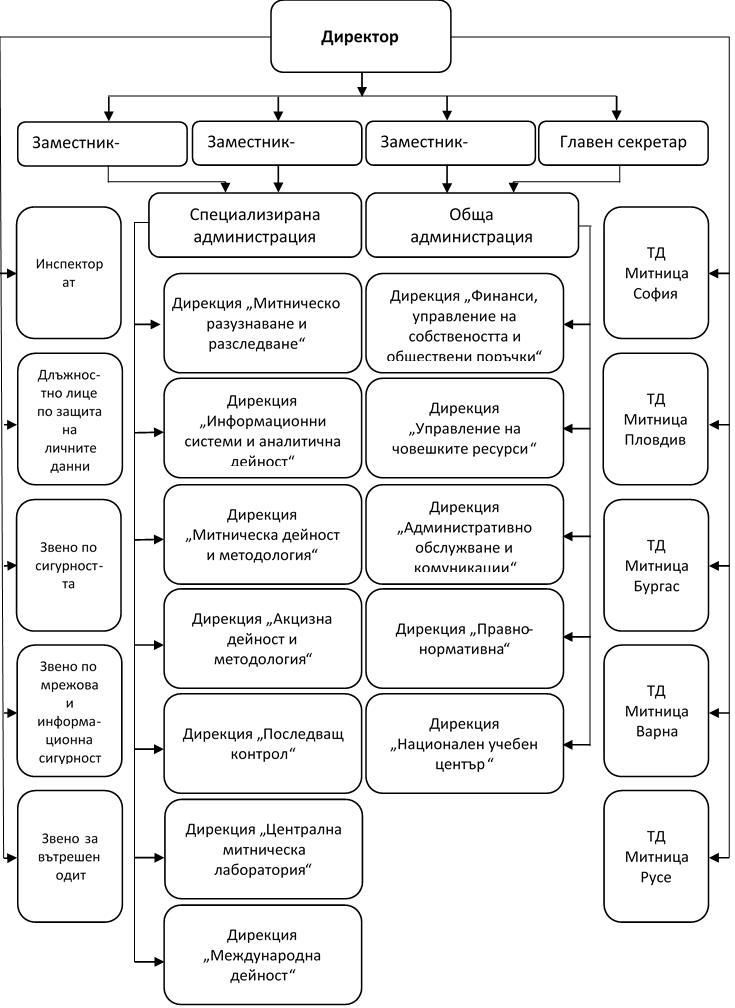 Директор
Заместник-
Заместник-
Заместник-
Главен секретар
Специализирана
администрация
Обща
администрация
Инспектор
ат
Длъжнос-
тно лице
по защита
на
личните
данни
Звено по
сигурност-
та
Звено по
мрежова
и
информа-
ционна
сигурност
Звено за
вътрешен
одит
Дирекция „Митническо
разузнаване и
разследване“
Дирекция
„Информационни
системи и аналитична
дейност“
Дирекция
„Митническа дейност
и методология“
Дирекция „Акцизна
дейност и
методология“
Дирекция „Последващ
контрол“
Дирекция „Централна
митническа
лаборатория“
Дирекция
„Международна
дейност“
Дирекция „Финанси,
управление на
собствеността и
обществени поръчки“
Дирекция
„Управление на
човешките ресурси“
Дирекция
„Административно
обслужване и
комуникации“
Дирекция „Правно-
нормативна“
Дирекция
„Национален учебен
център“
ТД
Митница
София
ТД
Митница
Пловдив
ТД
Митница
Бургас
ТД
Митница
Варна
ТД
Митница
Русе